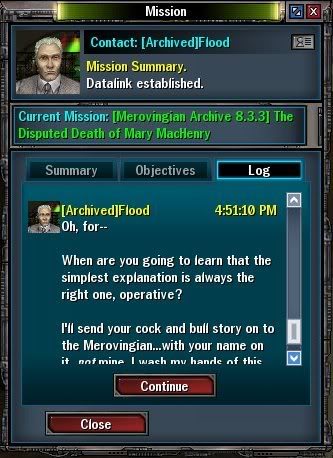 Mission
Contact: [Archived]Flood
Mission Summary.
Datalink established.
Current Mission: [Merovingian Archive 8.3.3] The
Disputed Death of Mary MacHenry
Summary Objectives Log
[Archived]Flood 4:51:10 PM
Oh, for--
When are you going to learn that the
simplest explanation is always the
right one, operative?
I'll send your cock and bull story on to
the Merovingian...with your name on
it, not mine. I wash my hands of this
Continue
Close